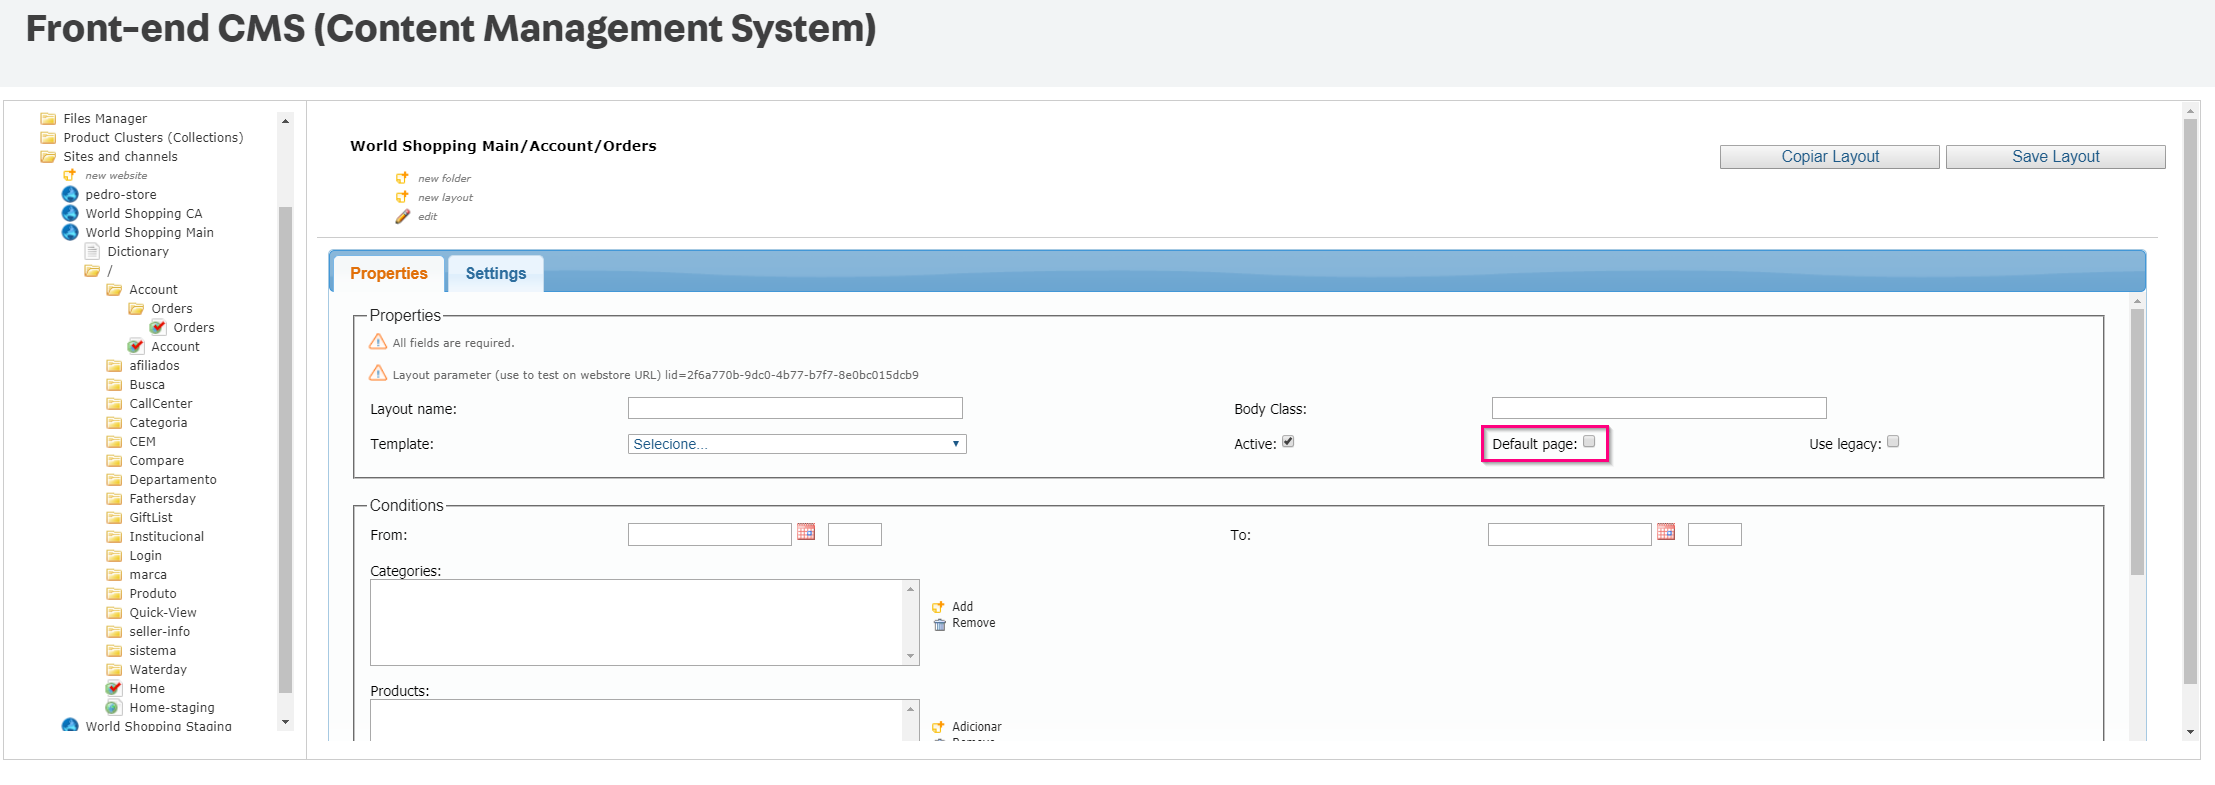 Front-end CMS (Content Management System)
Files Manager
Product Clusters (Collections)
Sites and channels
new website
pedro-store
World Shopping CA
World Shopping Main
Dictionary
/
Account
Orders
Orders
Account
afiliados
Busca
CallCenter
Categoria
CEM
Compare
Departamento
Fathersday
GiftList
Institucional
Login
marca
Produto
Quick-View
seller-info
sistema
Waterday
Home
Home-staging
World Shopping Staging
World Shopping Main/Account/Orders
new folder
new layout
edit
Copiar Layout
Save Layout
Properties
Settings
Properties
All fields are required.
Layout parameter (use to test on webstore URL) lid=2f6a770b-9dc0-4b77-b7f7-8e0bc015dcb9
Layout name:
Body Class:
Template:
Selecione...
Active:
Default page:
Use legacy:
Conditions
From:
To:
Categories:
Add
Remove
Products:
Adicionar
Remove